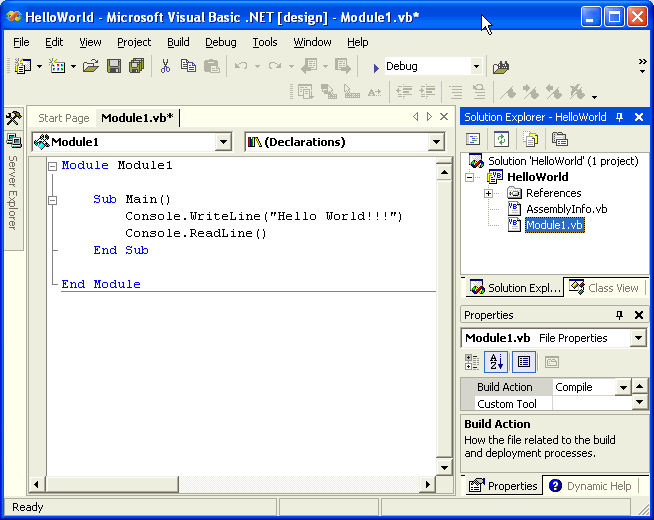 HelloWorld - Microsoft Visual Basic .NET [design] - Module1.vb*
File Edit View Project Build Debug Tools Window Help
Debug
Start Page Module1.vb*
Module1 (Declarations)
Server Explorer
Module Module1
Sub Main()
Console.WriteLine("Hello World!!!")
Console.ReadLine()
End Sub
End Module
Solution Explorer - HelloWorld
Solution 'HelloWorld' (1 project)
HelloWorld
References
AssemblyInfo.vb
Module1.vb
Solution Expl... Class View
Properties
Module1.vb File Properties
Build Action Compile
Custom Tool
Build Action
How the file related to the build
and deployment processes.
Properties Dynamic Help
Ready